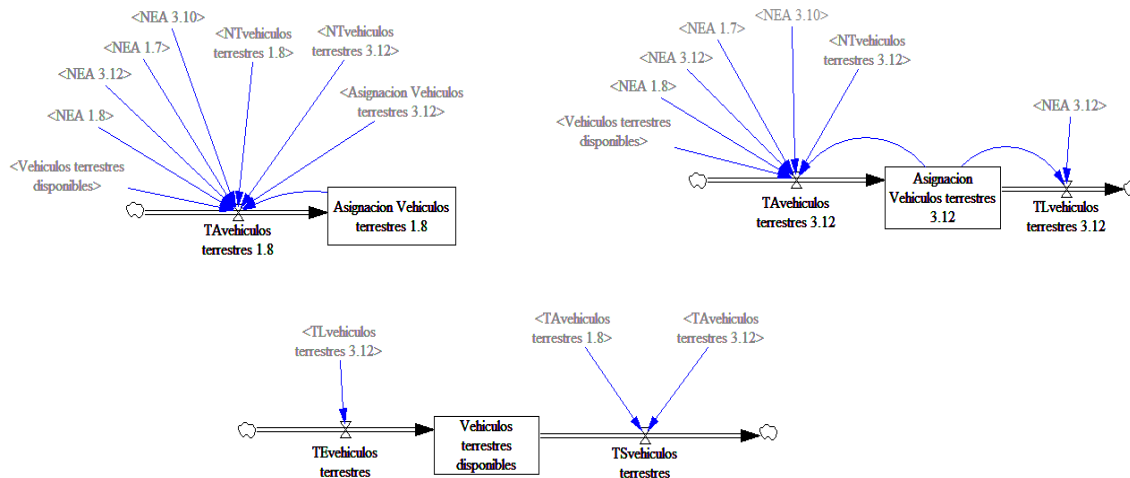 <NEA 3.10>
<NEA 1.7>
<NEA 3.12>
<NEA 1.8>
<Vehiculos terrestres
disponibles>
<NTvehiculos
terrestres 1.8>
<NTvehiculos
terrestres 3.12>
<Asignacion Vehiculos
terrestres 3.12>
TAvehiculos
terrestres 1.8
Asignacion Vehiculos
terrestres 1.8
<NEA 3.10>
<NEA 1.7>
<NEA 3.12>
<NEA 1.8>
<Vehiculos terrestres
disponibles>
<NTvehiculos
terrestres 3.12>
<NEA 3.12>
TAvehiculos
terrestres 3.12
Asignacion
Vehiculos terrestres
3.12
TLvehiculos
terrestres 3.12
<TLvehiculos
terrestres 3.12>
<TAvehiculos
terrestres 1.8>
<TAvehiculos
terrestres 3.12>
TEvehiculos
terrestres
Vehiculos
terrestres
disponibles
TSvehiculos
terrestres